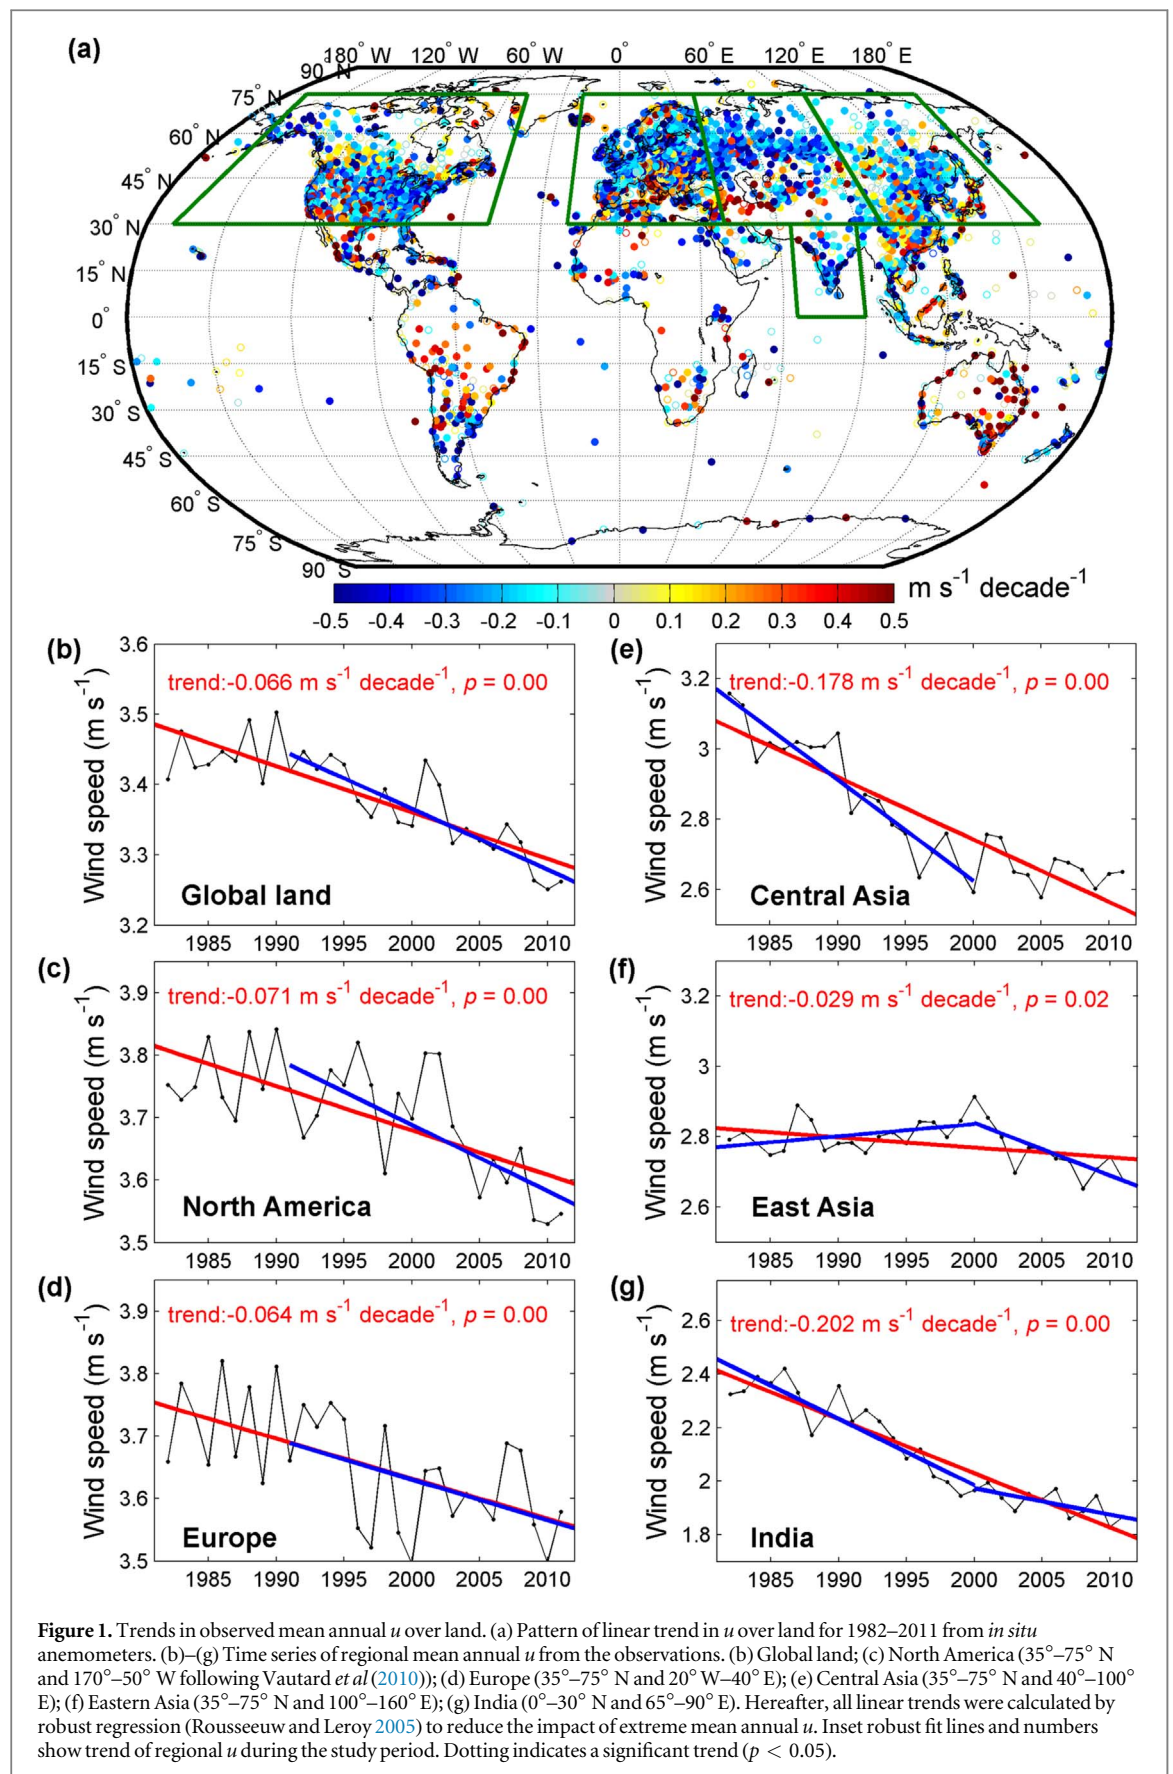 (a)
180° W 120° W 60° W 0° 60° E 120° E 180° E
90° N
75° N
60° N
45° N
30° N
15° N
0°
15° S
30° S
45° S
60° S
75° S
90° S
-0.5 -0.4 -0.3 -0.2 -0.1 0 0.1 0.2 0.3 0.4 0.5
m s⁻¹ decade⁻¹
(b)
trend:-0.066 m s⁻¹ decade⁻¹, p = 0.00
Wind speed (m s⁻¹)
3.6
3.5
3.4
3.3
3.2
Global land
1985 1990 1995 2000 2005 2010
(c)
trend:-0.071 m s⁻¹ decade⁻¹, p = 0.00
Wind speed (m s⁻¹)
3.9
3.8
3.7
3.6
3.5
North America
1985 1990 1995 2000 2005 2010
(d)
trend:-0.064 m s⁻¹ decade⁻¹, p = 0.00
Wind speed (m s⁻¹)
3.9
3.8
3.7
3.6
3.5
Europe
1985 1990 1995 2000 2005 2010
(e)
trend:-0.178 m s⁻¹ decade⁻¹, p = 0.00
Wind speed (m s⁻¹)
3.2
3
2.8
2.6
Central Asia
1985 1990 1995 2000 2005 2010
(f)
trend:-0.029 m s⁻¹ decade⁻¹, p = 0.02
Wind speed (m s⁻¹)
3.2
3
2.8
2.6
East Asia
1985 1990 1995 2000 2005 2010
(g)
trend:-0.202 m s⁻¹ decade⁻¹, p = 0.00
Wind speed (m s⁻¹)
2.6
2.4
2.2
2
1.8
India
1985 1990 1995 2000 2005 2010
Figure 1. Trends in observed mean annual u over land. (a) Pattern of linear trend in u over land for 1982–2011 from in situ
anemometers. (b)–(g) Time series of regional mean annual u from the observations. (b) Global land; (c) North America (35°–75° N
and 170°–50° W following Vautard et al (2010)); (d) Europe (35°–75° N and 20° W–40° E); (e) Central Asia (35°–75° N and 40°–100°
E); (f) Eastern Asia (35°–75° N and 100°–160° E); (g) India (0°–30° N and 65°–90° E). Hereafter, all linear trends were calculated by
robust regression (Rousseeuw and Leroy 2005) to reduce the impact of extreme mean annual u. Inset robust fit lines and numbers
show trend of regional u during the study period. Dotting indicates a significant trend (p < 0.05).